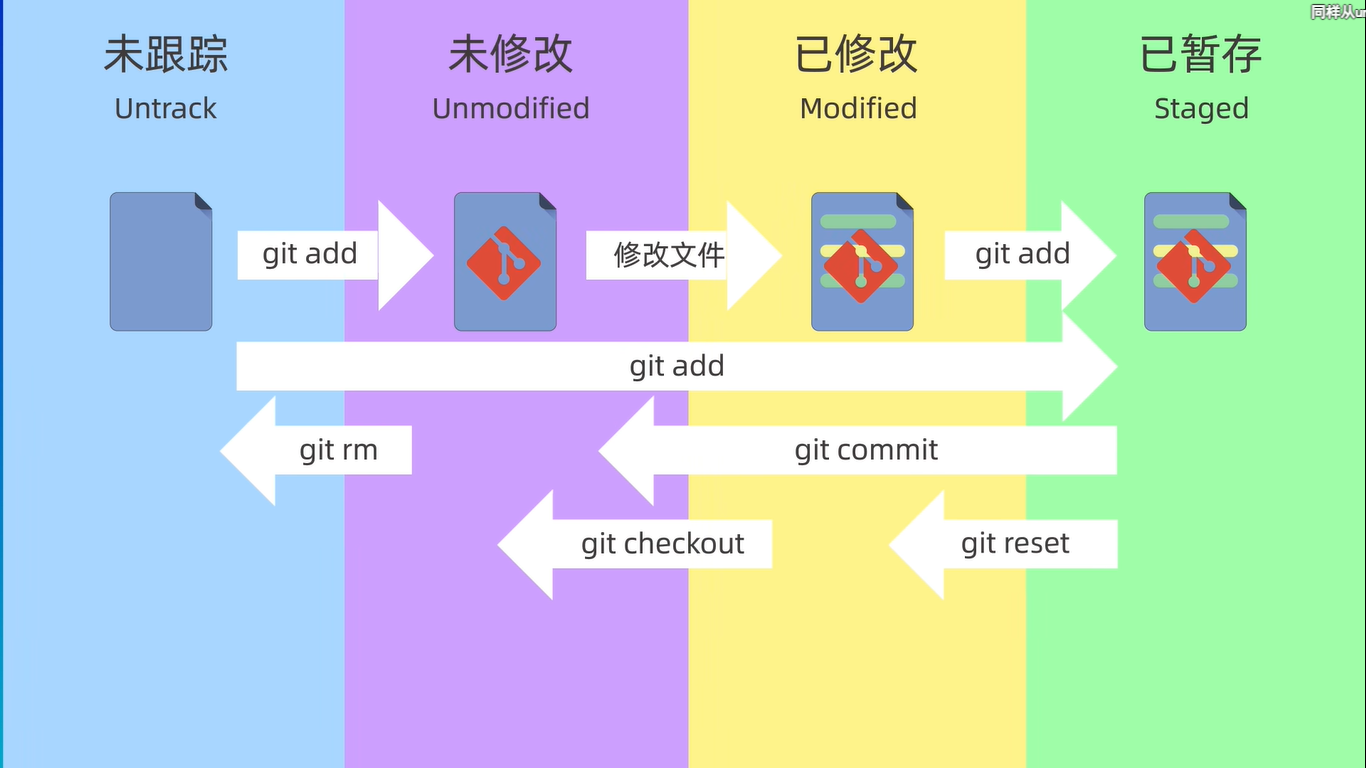 同样从
未跟踪
Untrack
未修改
Unmodified
已修改
Modified
已暂存
Staged
git add
修改文件
git add
git add
git rm
git commit
git checkout
git reset